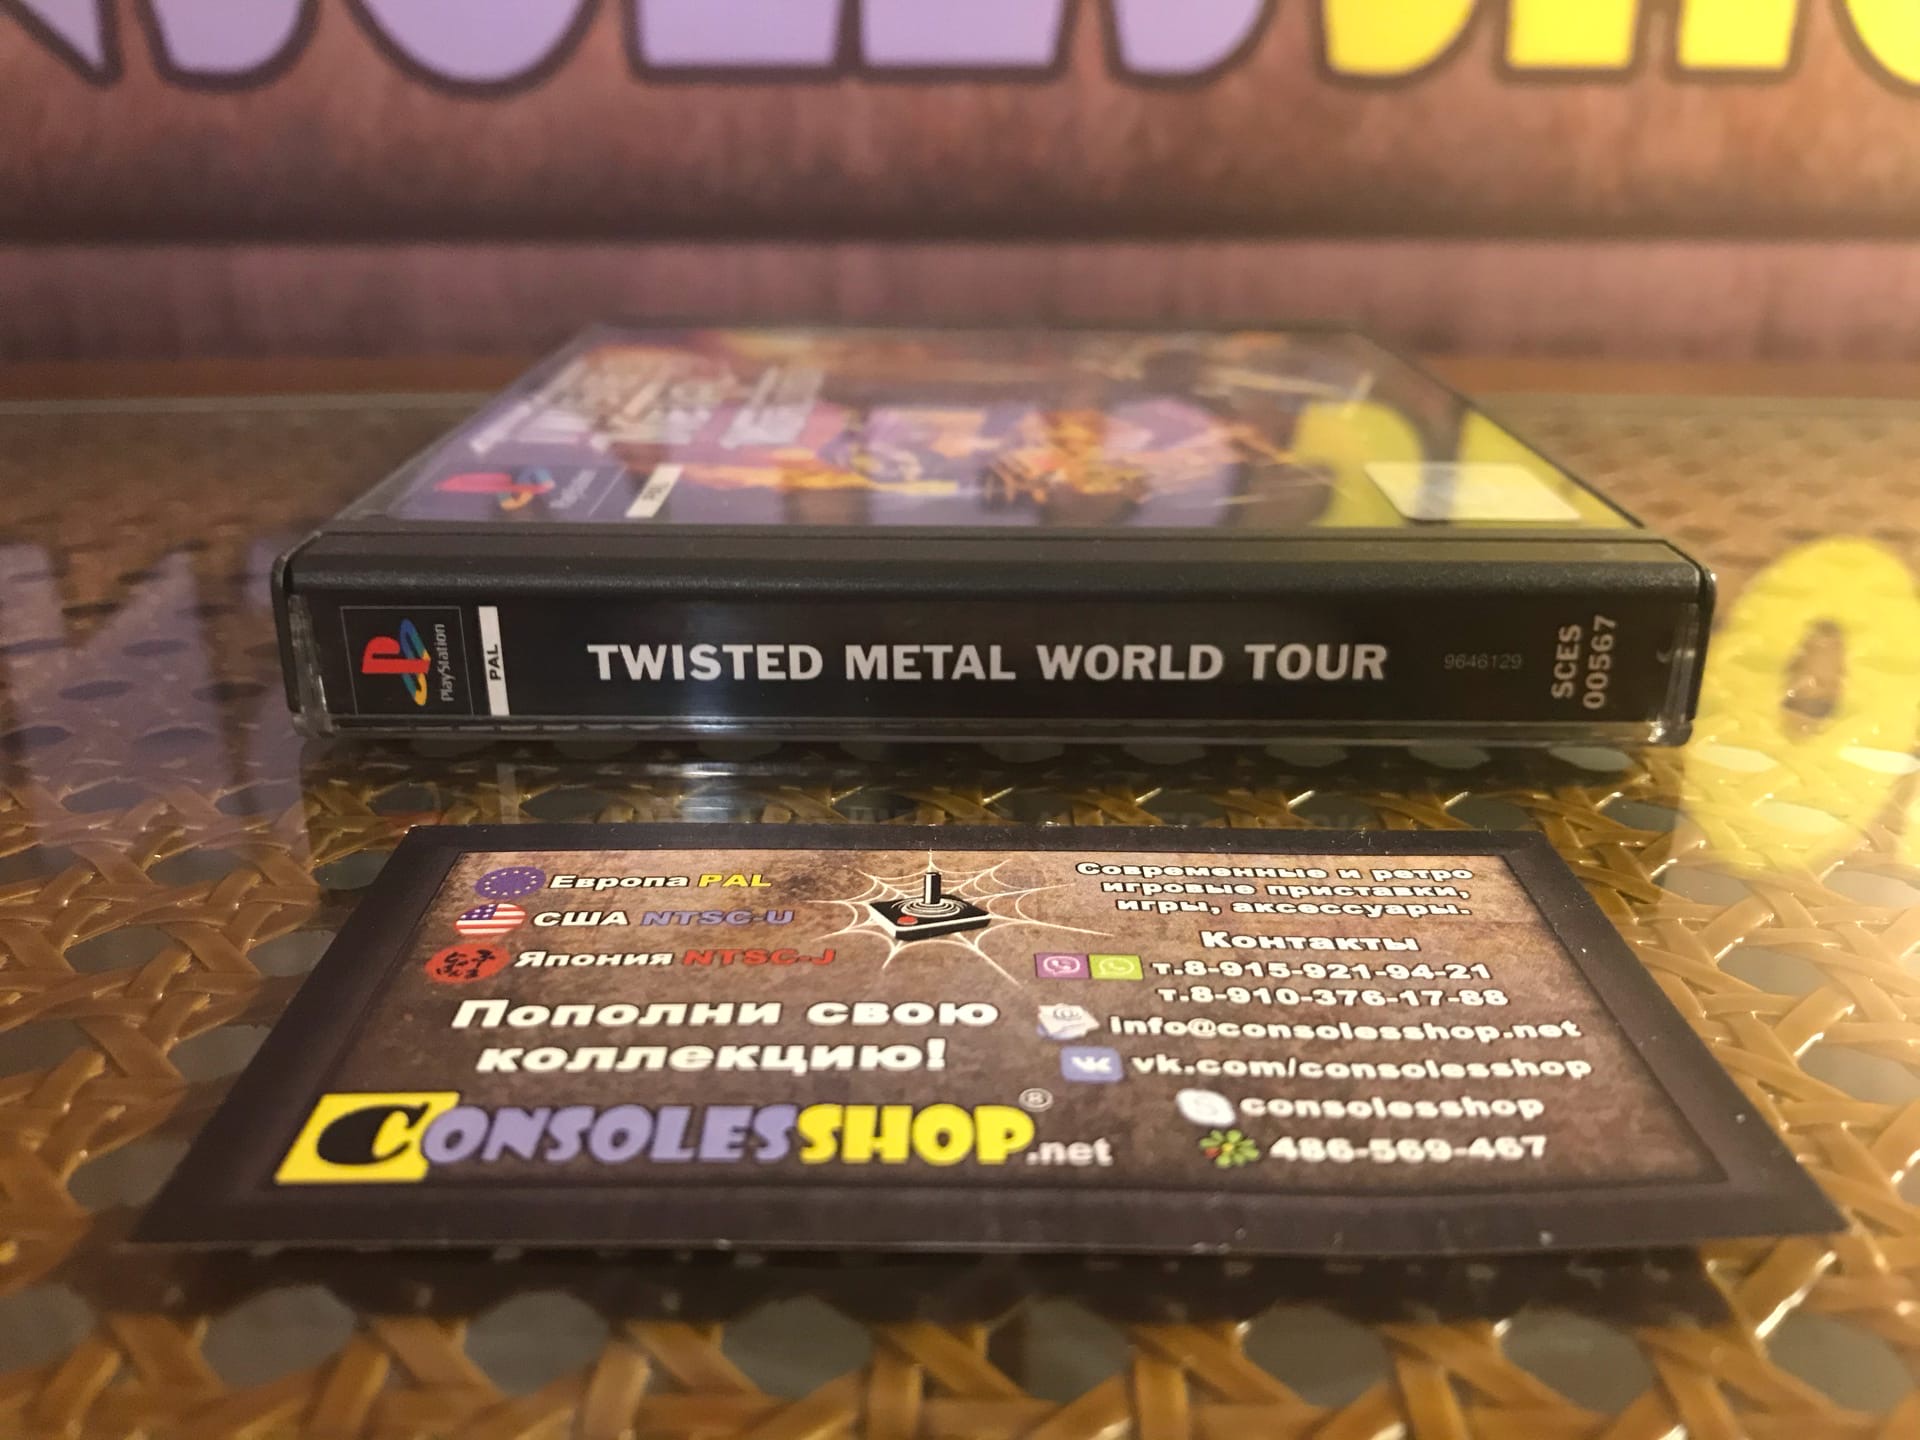 PlayStation
PAL
TWISTED METAL WORLD TOUR
9646129
SCES
00567
Европа PAL
США NTSC-U
Япония NTSC-J
Пополни свою
коллекцию!
CONSOLESSHOP.net
®
Современные и ретро
игровые приставки,
игры, аксессуары.
Контакты
т.8-915-921-94-21
т.8-910-376-17-88
info@consolesshop.net
vk.com/consolesshop
consolesshop
486-569-467